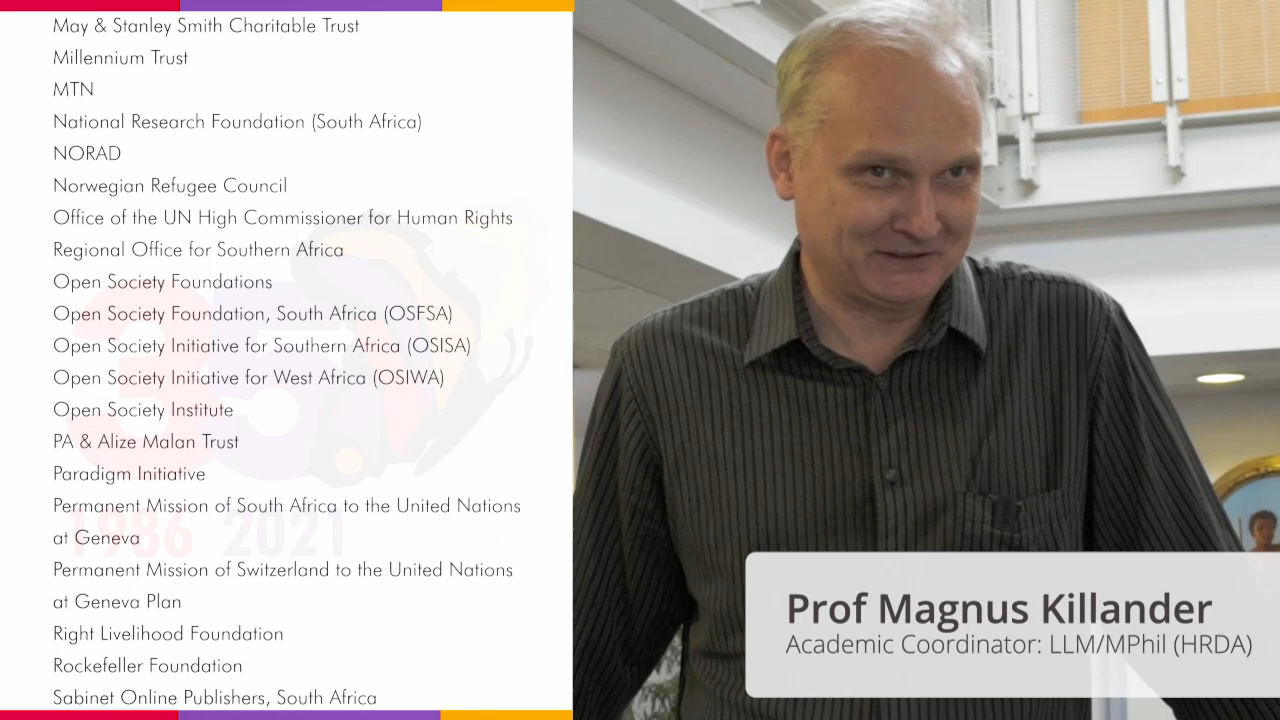 May & Stanley Smith Charitable Trust
Millennium Trust
MTN
National Research Foundation (South Africa)
NORAD
Norwegian Refugee Council
Office of the UN High Commissioner for Human Rights
Regional Office for Southern Africa
Open Society Foundations
Open Society Foundation, South Africa (OSFSA)
Open Society Initiative for Southern Africa (OSISA)
Open Society Initiative for West Africa (OSIWA)
Open Society Institute
PA & Alize Malan Trust
Paradigm Initiative
Permanent Mission of South Africa to the United Nations
at Geneva
Permanent Mission of Switzerland to the United Nations
at Geneva Plan
Right Livelihood Foundation
Rockefeller Foundation
Sabinet Online Publishers, South Africa
35
1986 2021
Prof Magnus Killander
Academic Coordinator: LLM/MPhil (HRDA)